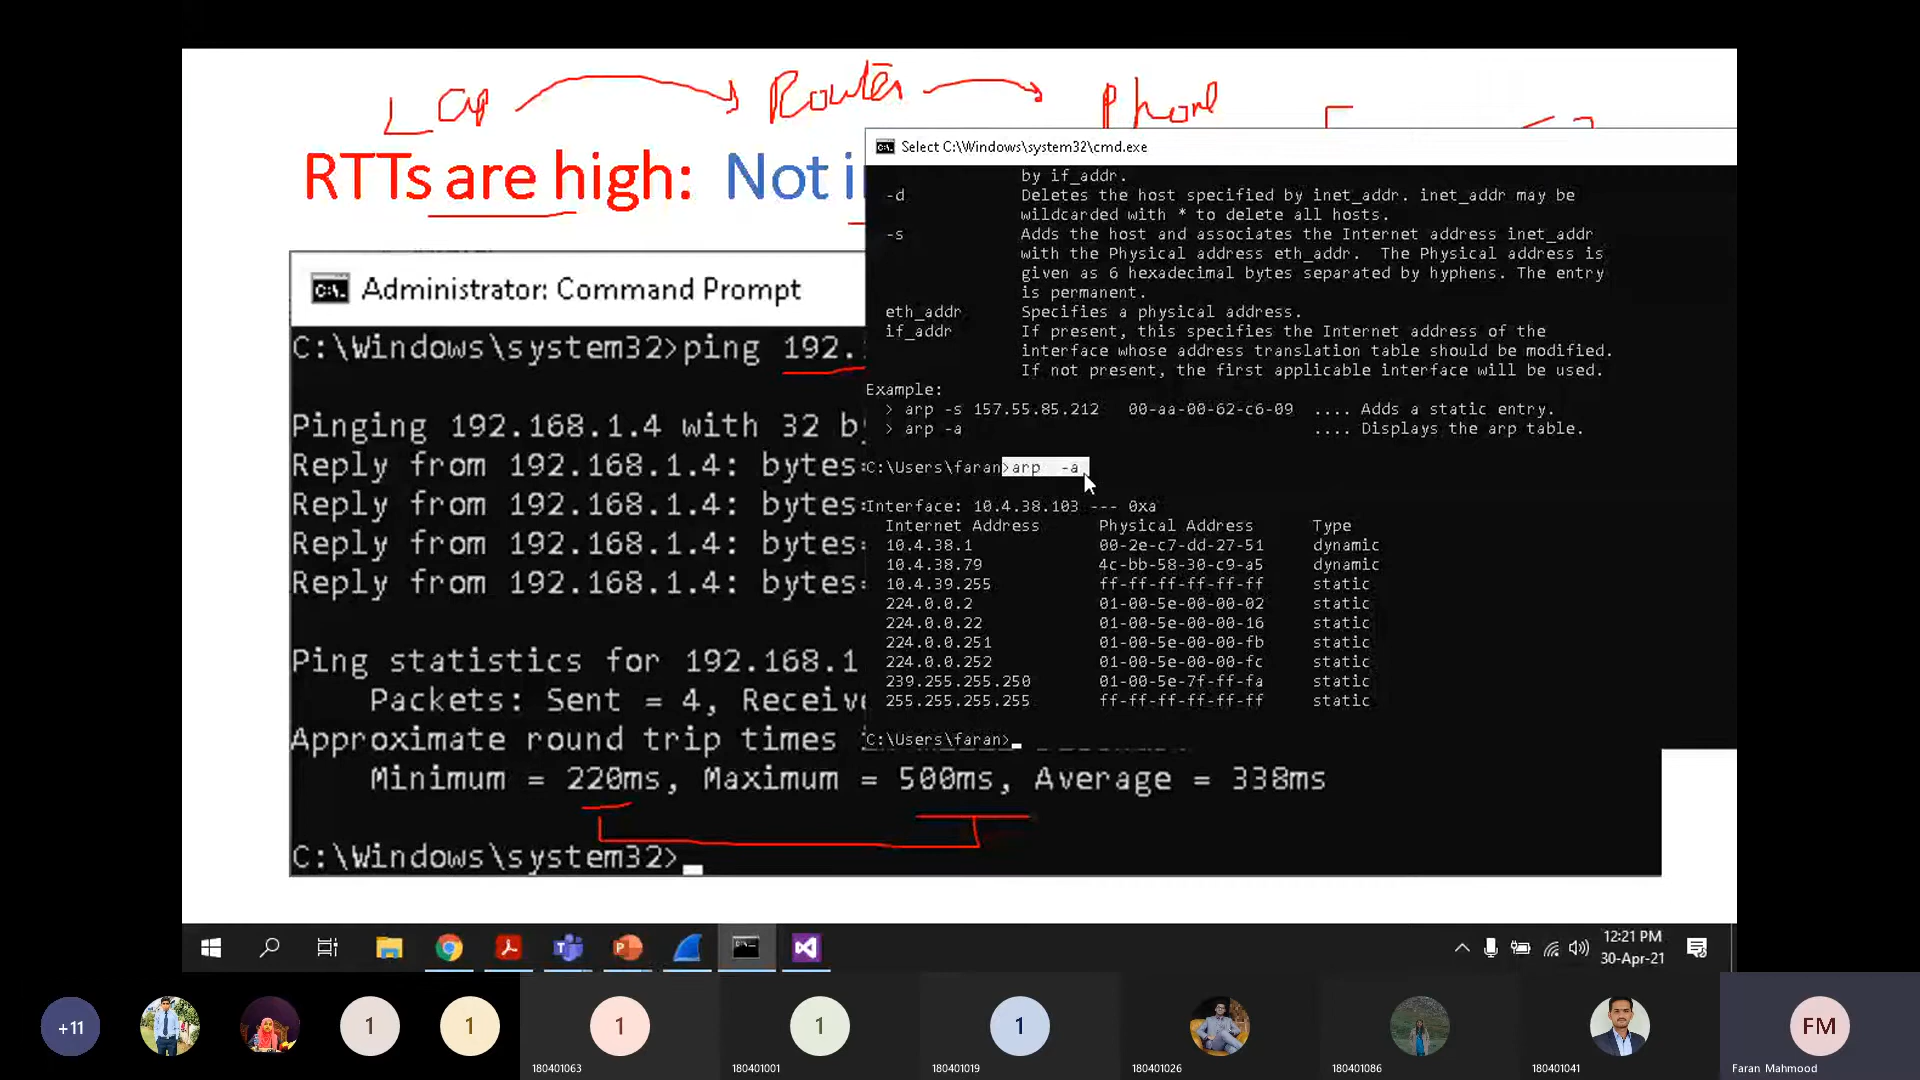 Lap Router Phone
Select C:\Windows\system32\cmd.exe
RTTs are high: Not i
by if_addr.
-d Deletes the host specified by inet_addr. inet_addr may be
wildcarded with * to delete all hosts.
-s Adds the host and associates the Internet address inet_addr
with the Physical address eth_addr. The Physical address is
given as 6 hexadecimal bytes separated by hyphens. The entry
is permanent.
eth_addr Specifies a physical address.
if_addr If present, this specifies the Internet address of the
interface whose address translation table should be modified.
If not present, the first applicable interface will be used.
Example:
> arp -s 157.55.85.212 00-aa-00-62-c6-09 .... Adds a static entry.
> arp -a .... Displays the arp table.
C:\Users\faran>arp -a
Interface: 10.4.38.103 --- 0xa
Internet Address Physical Address Type
10.4.38.1 00-2e-c7-dd-27-51 dynamic
10.4.38.79 4c-bb-58-30-c9-a5 dynamic
10.4.39.255 ff-ff-ff-ff-ff-ff static
224.0.0.2 01-00-5e-00-00-02 static
224.0.0.22 01-00-5e-00-00-16 static
224.0.0.251 01-00-5e-00-00-fb static
224.0.0.252 01-00-5e-00-00-fc static
239.255.255.250 01-00-5e-7f-ff-fa static
255.255.255.255 ff-ff-ff-ff-ff-ff static
C:\Users\faran>
Administrator: Command Prompt
C:\Windows\system32>ping 192.
Pinging 192.168.1.4 with 32 b
Reply from 192.168.1.4: bytes=
Reply from 192.168.1.4: bytes=
Reply from 192.168.1.4: bytes=
Reply from 192.168.1.4: bytes=
Ping statistics for 192.168.1
Packets: Sent = 4, Receive
Approximate round trip times
Minimum = 220ms, Maximum = 500ms, Average = 338ms
C:\Windows\system32>
12:21 PM
30-Apr-21
+11 1 1 1 1 1 FM
180401063 180401001 180401019 180401026 180401086 180401041 Faran Mahmood